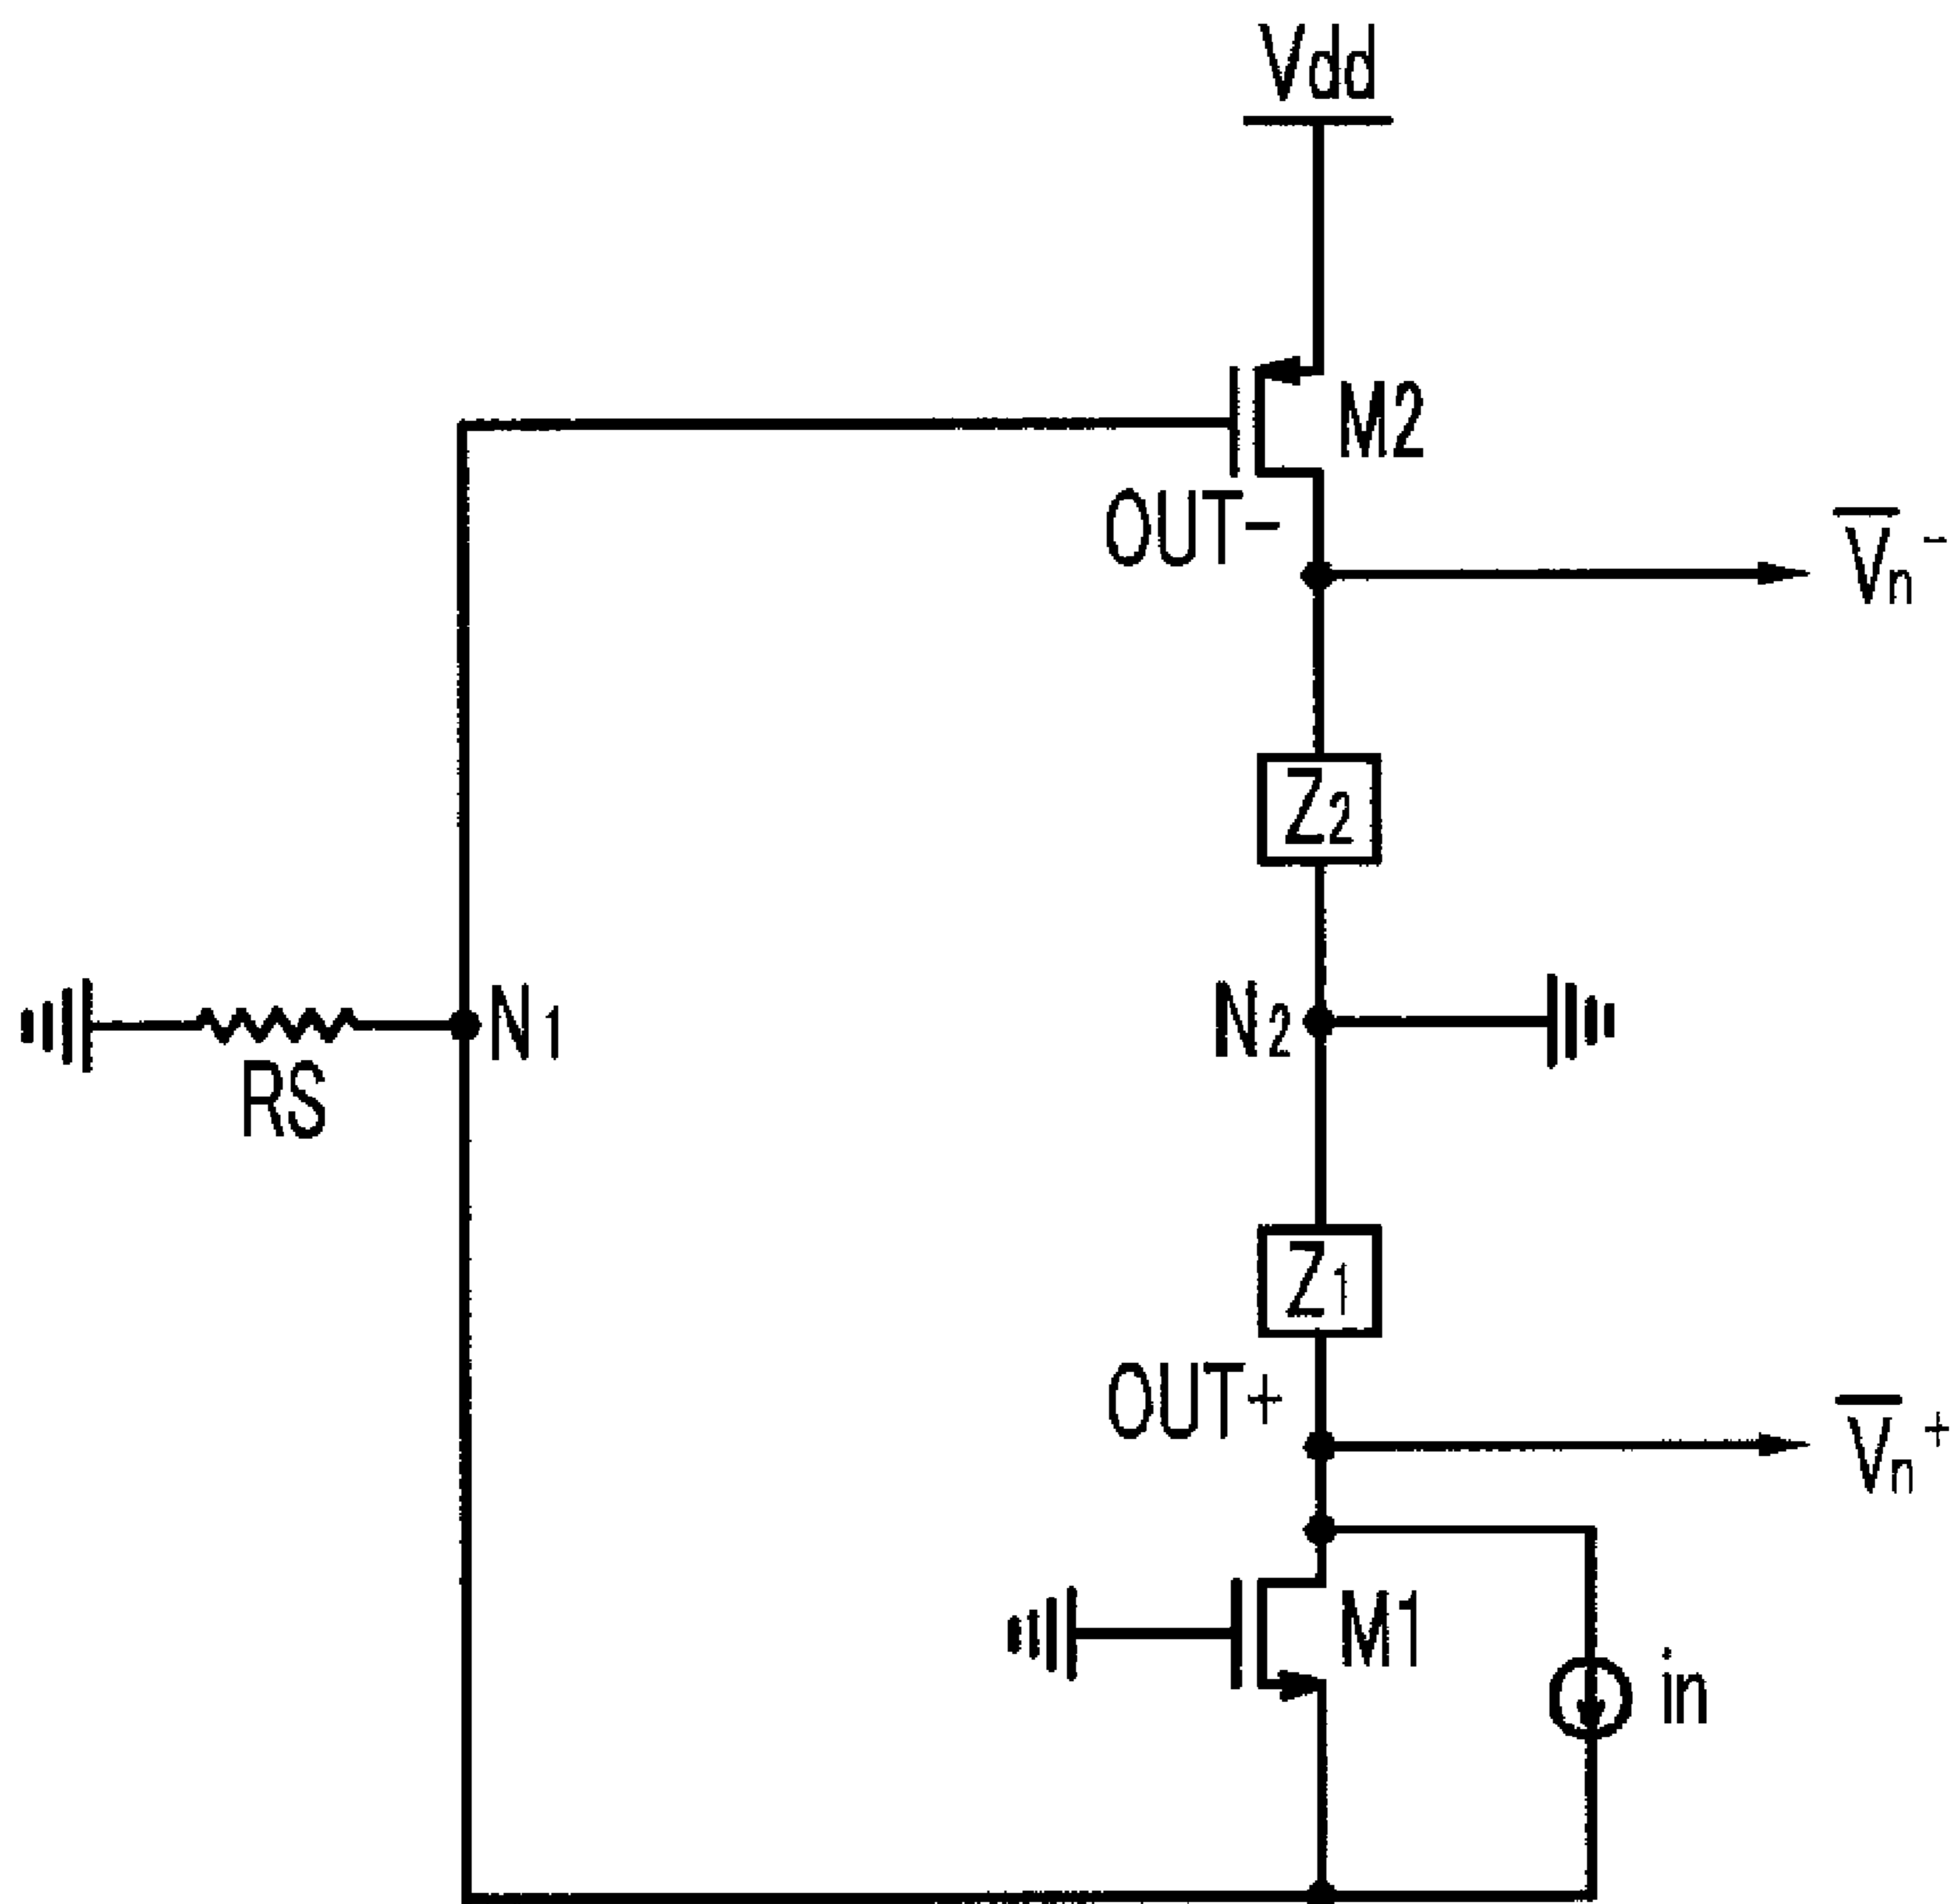 Vdd
M2
OUT-
V̅n-
Z2
N1
N2
RS
Z1
OUT+
V̅n+
M1
in